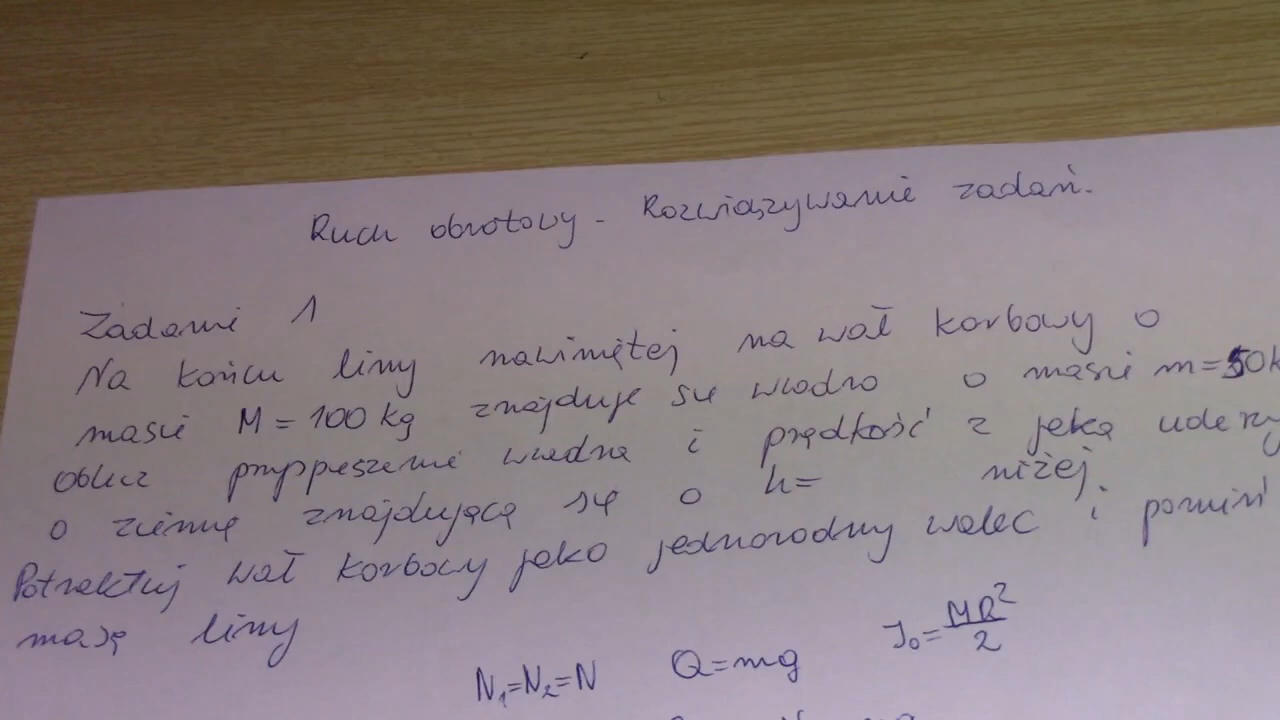 Ruch obrotowy - Rozwiązywanie zadań.
Zadanie 1
Na końcu liny nawiniętej na wał korbowy o
masie M = 100 kg znajduje się wiadro o masie m = 50k
Oblicz przyspieszenie wiadra i prędkość z jaką uderzy
o ziemię znajdującą się o h= niżej.
Potraktuj wał korbowy jako jednorodny walec i pomiń
masę liny
N₁=N₂=N Q=mg J₀=MR²/2